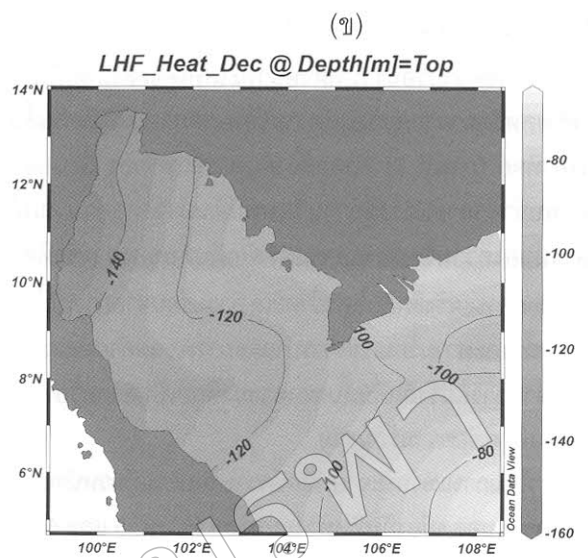 (ข)
LHF_Heat_Dec @ Depth[m]=Top
14°N
12°N
10°N
8°N
6°N
100°E
102°E
104°E
106°E
108°E
-140
-120
-120
100
-100
-100
-80
Ocean Data View
-80
-100
-120
-140
-160